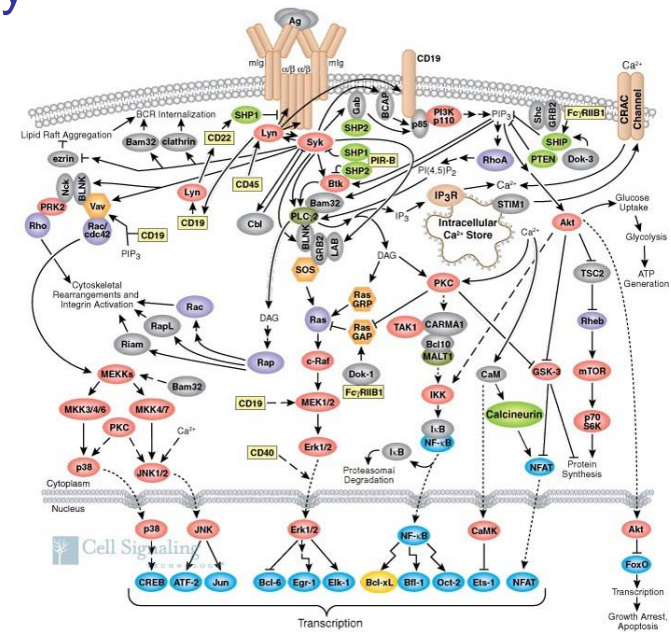 y
Ag
mIg
α/β α/β
mIg
CD19
Ca²⁺
CRAC
Channel
BCR Internalization
Lipid Raft Aggregation
ezrin
Bam32
clathrin
CD22
SHP1
Lyn
Syk
Gab
BCAP
SHP2
p85
PI3K
p110
PIP₃
Shc
GRB2
FcγRIIB1
SHIP
PTEN
Dok-3
SHP1
SHP2
PIR-B
RhoA
PI(4,5)P₂
Nck
BLNK
PRK2
Vav
Rho
Rac/
cdc42
CD19
PIP₃
Lyn
CD19
CD45
Cbl
Btk
Bam32
PLCγ2
BLNK
GRB2
LAB
SOS
IP₃
IP3R
Ca²⁺
STIM1
Intracellular
Ca²⁺ Store
Ca²⁺
Akt
Glucose
Uptake
Glycolysis
ATP
Generation
DAG
PKC
TSC2
Rheb
mTOR
p70
S6K
Protein
Synthesis
Cytoskeletal
Rearrangements and
Integrin Activation
Rac
RapL
Riam
DAG
Rap
Ras
Ras
GRP
Ras
GAP
Dok-1
FcγRIIB1
TAK1
CARMA1
Bcl10
MALT1
c-Raf
MEKKs
Bam32
MKK3/4/6
MKK4/7
PKC
Ca²⁺
p38
JNK1/2
CD19
MEK1/2
Erk1/2
CD40
IKK
IκB
NF-κB
IκB
Proteasomal
Degradation
CaM
Calcineurin
GSK-3
NFAT
Cytoplasm
Nucleus
p38
JNK
Erk1/2
NF-κB
CaMK
Akt
FoxO
Transcription
Growth Arrest,
Apoptosis
Cell Signaling
CREB
ATF-2
Jun
Bcl-6
Egr-1
Elk-1
Bcl-xL
Bfl-1
Oct-2
Ets-1
NFAT
Transcription